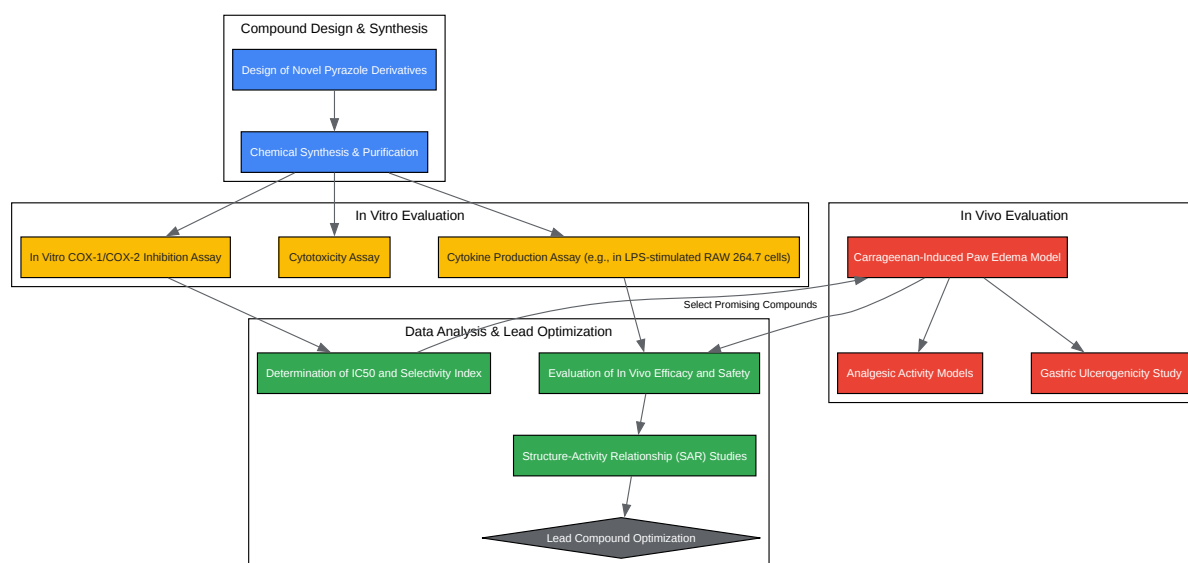 Compound Design & Synthesis
Design of Novel Pyrazole Derivatives
Chemical Synthesis & Purification
In Vitro Evaluation
In Vitro COX-1/COX-2 Inhibition Assay
Cytotoxicity Assay
Cytokine Production Assay (e.g., in LPS-stimulated RAW 264.7 cells)
In Vivo Evaluation
Carrageenan-Induced Paw Edema Model
Select Promising Compounds
Data Analysis & Lead Optimization
Determination of IC50 and Selectivity Index
Evaluation of In Vivo Efficacy and Safety
Analgesic Activity Models
Gastric Ulcerogenicity Study
Structure-Activity Relationship (SAR) Studies
Lead Compound Optimization